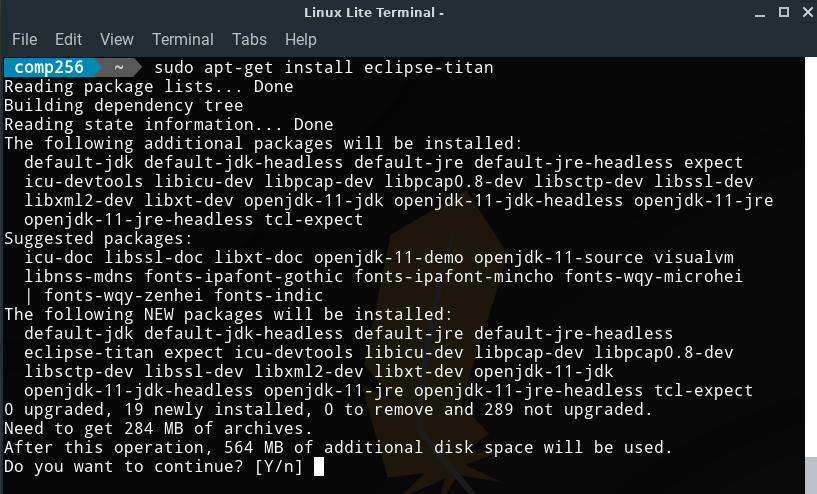 Linux Lite Terminal -
File Edit View Terminal Tabs Help
comp256 ~ sudo apt-get install eclipse-titan
Reading package lists... Done
Building dependency tree
Reading state information... Done
The following additional packages will be installed:
default-jdk default-jdk-headless default-jre default-jre-headless expect
icu-devtools libicu-dev libpcap-dev libpcap0.8-dev libsctp-dev libssl-dev
libxml2-dev libxt-dev openjdk-11-jdk openjdk-11-jdk-headless openjdk-11-jre
openjdk-11-jre-headless tcl-expect
Suggested packages:
icu-doc libssl-doc libxt-doc openjdk-11-demo openjdk-11-source visualvm
libnss-mdns fonts-ipafont-gothic fonts-ipafont-mincho fonts-wqy-microhei
| fonts-wqy-zenhei fonts-indic
The following NEW packages will be installed:
default-jdk default-jdk-headless default-jre default-jre-headless
eclipse-titan expect icu-devtools libicu-dev libpcap-dev libpcap0.8-dev
libsctp-dev libssl-dev libxml2-dev libxt-dev openjdk-11-jdk
openjdk-11-jdk-headless openjdk-11-jre openjdk-11-jre-headless tcl-expect
0 upgraded, 19 newly installed, 0 to remove and 289 not upgraded.
Need to get 284 MB of archives.
After this operation, 564 MB of additional disk space will be used.
Do you want to continue? [Y/n]